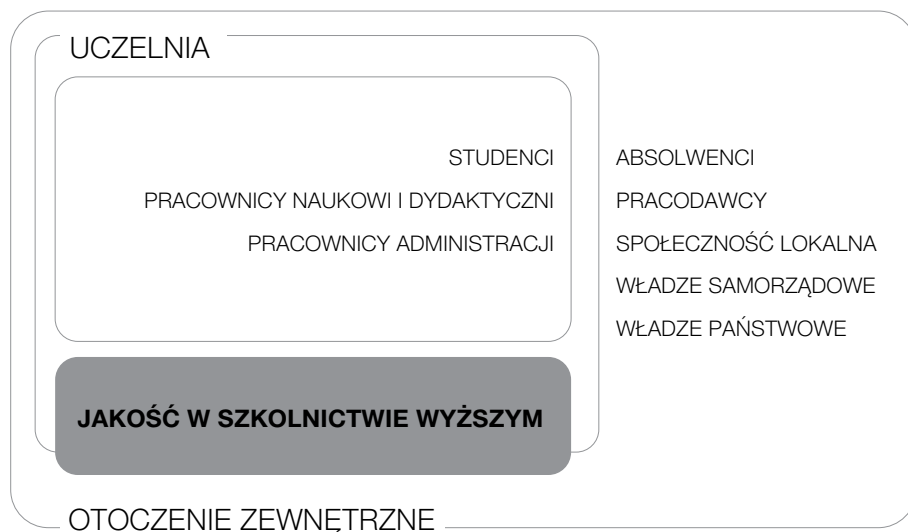 UCZELNIA
STUDENCI
PRACOWNICY NAUKOWI I DYDAKTYCZNI
PRACOWNICY ADMINISTRACJI
ABSOLWENCI
PRACODAWCY
SPOŁECZNOŚĆ LOKALNA
WŁADZE SAMORZĄDOWE
WŁADZE PAŃSTWOWE
JAKOŚĆ W SZKOLNICTWIE WYŻSZYM
OTOCZENIE ZEWNĘTRZNE